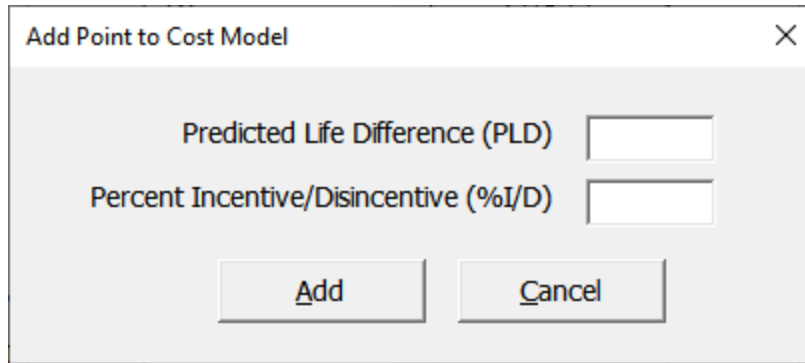 Add Point to Cost Model
Predicted Life Difference (PLD)
Percent Incentive/Disincentive (%I/D)
Add
Cancel